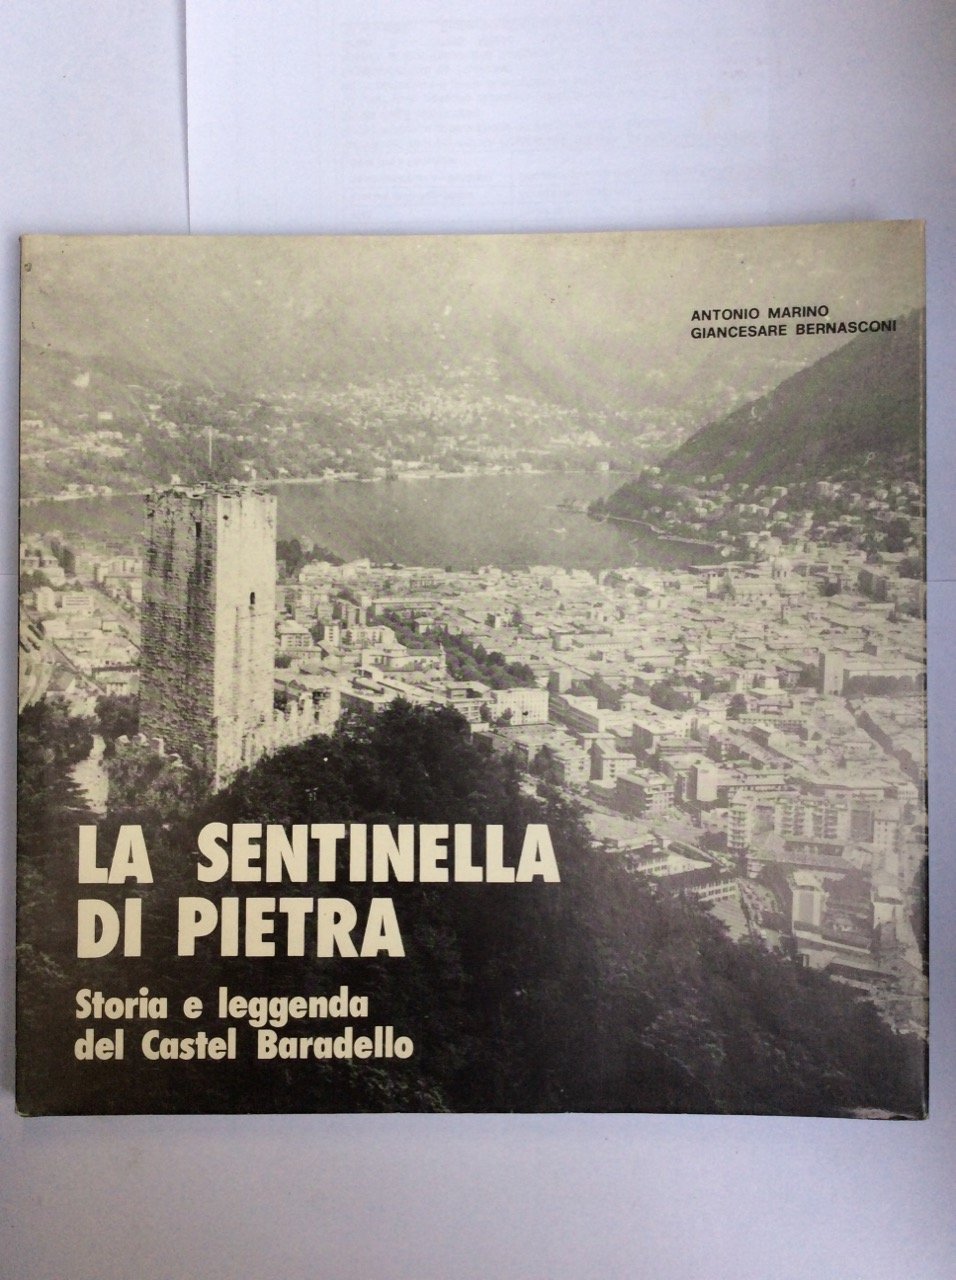 ANTONIO MARINO
GIANCESARE BERNASCONI
LA SENTINELLA
DI PIETRA
Storia e leggenda
del Castel Baradello